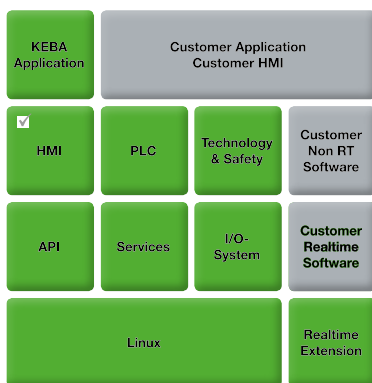 KEBA
Application
Customer Application
Customer HMI
HMI
PLC
Technology
& Safety
Customer
Non RT
Software
API
Services
I/O-
System
Customer
Realtime
Software
Linux
Realtime
Extension